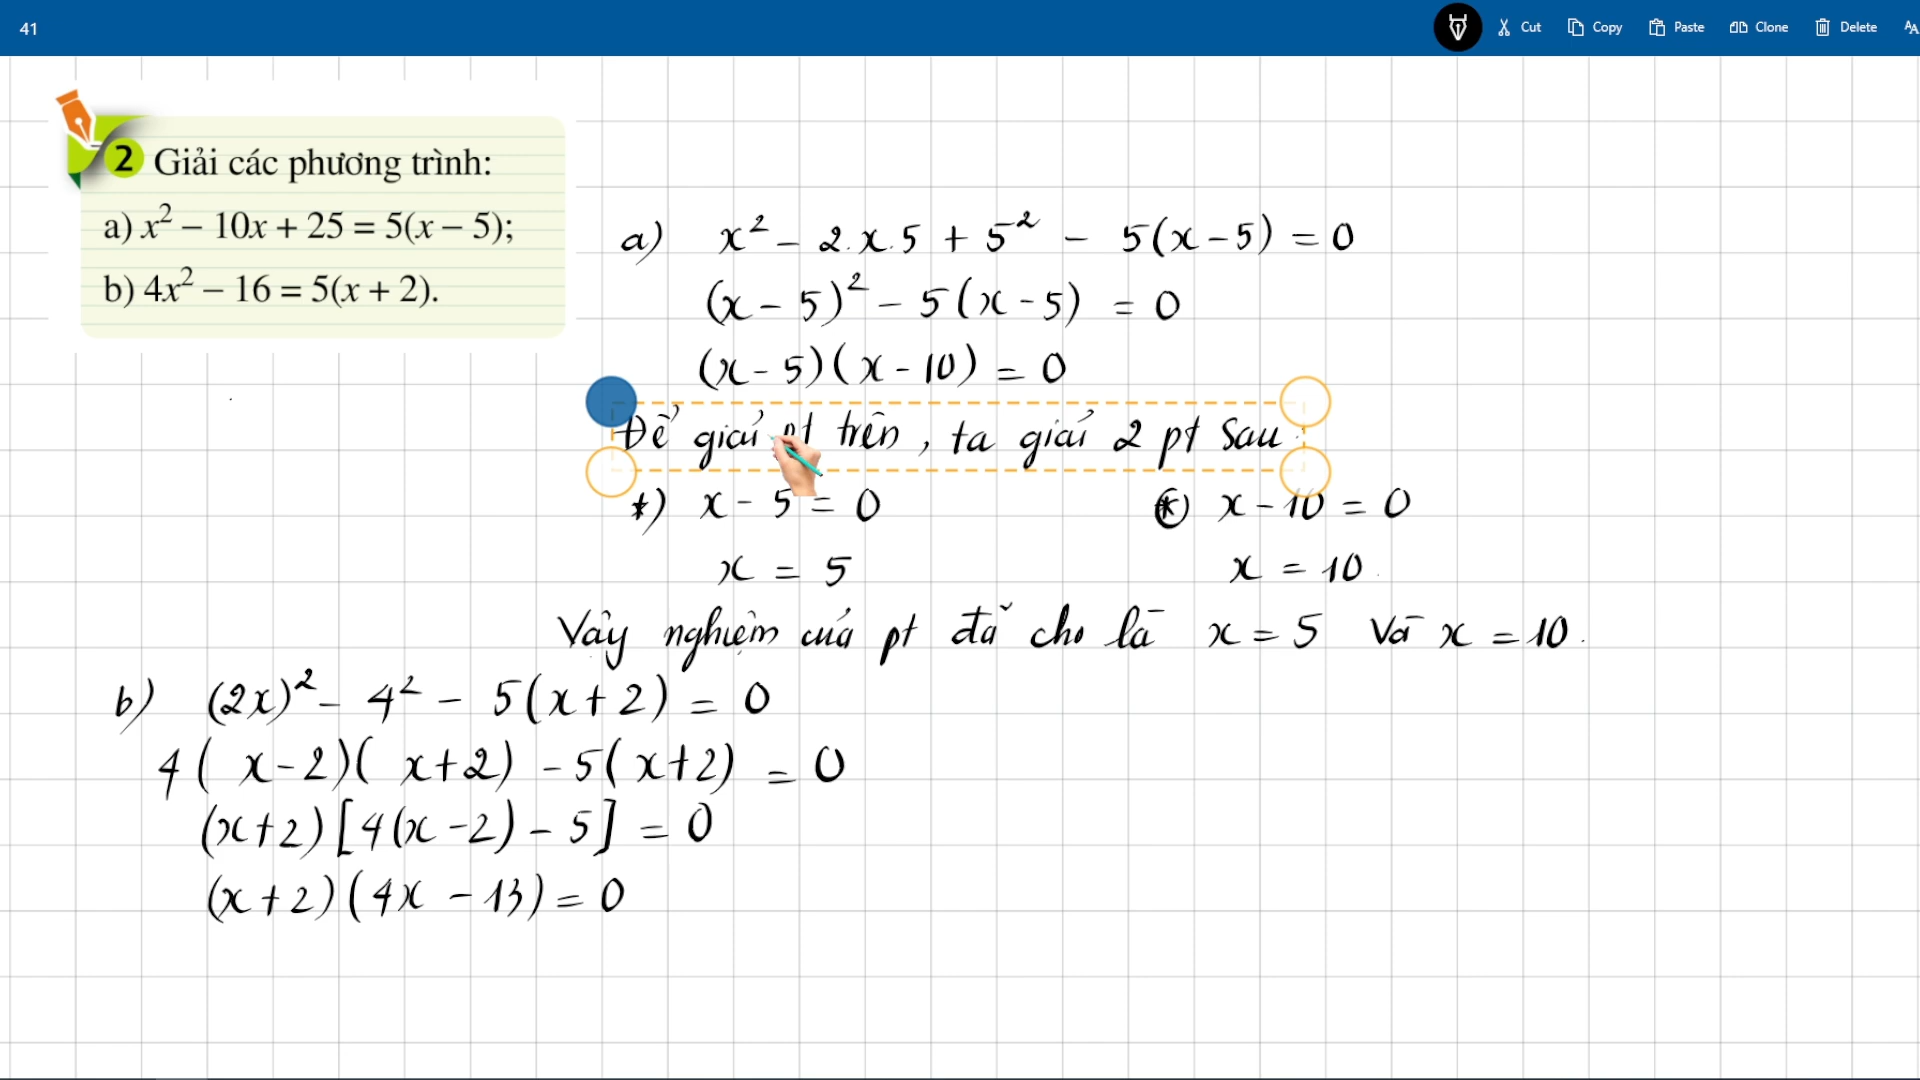 41
Cut Copy Paste Clone Delete
2 Giải các phương trình:
a) x² − 10x + 25 = 5(x − 5);
b) 4x² − 16 = 5(x + 2).
a) x² − 2.x.5 + 5² − 5(x−5) = 0
(x − 5)² − 5(x − 5) = 0
(x − 5)(x − 10) = 0
Để giải pt trên, ta giải 2 pt sau:
*) x − 5 = 0 *) x − 10 = 0
x = 5 x = 10.
Vậy nghiệm của pt đã cho là x = 5 và x = 10.
b) (2x)² − 4² − 5(x+2) = 0
4(x−2)(x+2) − 5(x+2) = 0
(x+2)[4(x−2) − 5] = 0
(x+2)(4x − 13) = 0